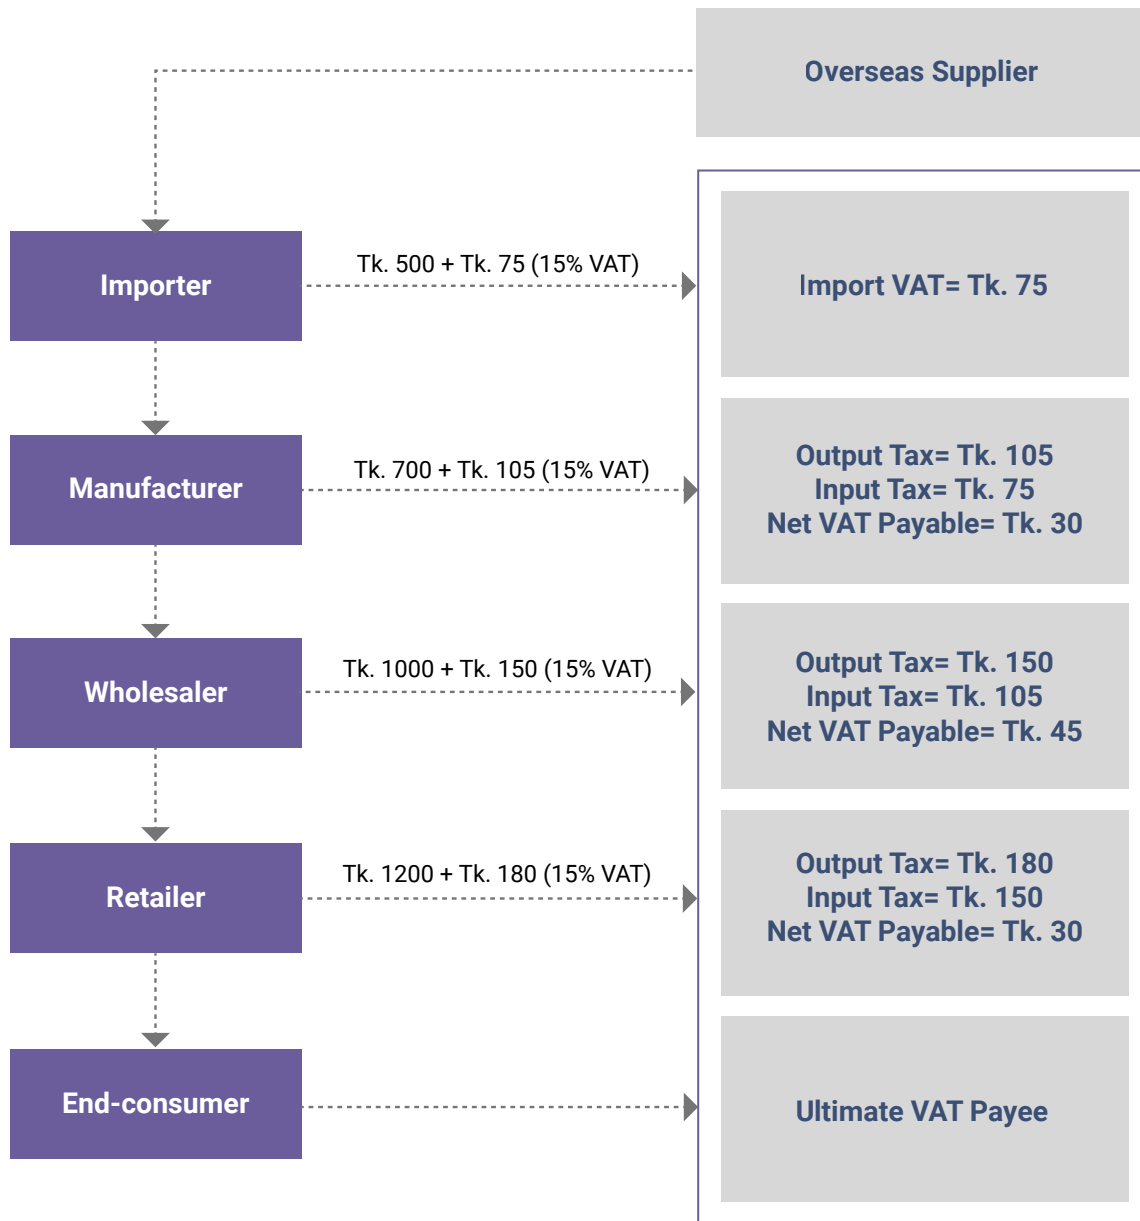 Overseas Supplier
Importer
Tk. 500 + Tk. 75 (15% VAT)
Import VAT= Tk. 75
Manufacturer
Tk. 700 + Tk. 105 (15% VAT)
Output Tax= Tk. 105
Input Tax= Tk. 75
Net VAT Payable= Tk. 30
Wholesaler
Tk. 1000 + Tk. 150 (15% VAT)
Output Tax= Tk. 150
Input Tax= Tk. 105
Net VAT Payable= Tk. 45
Retailer
Tk. 1200 + Tk. 180 (15% VAT)
Output Tax= Tk. 180
Input Tax= Tk. 150
Net VAT Payable= Tk. 30
End-consumer
Ultimate VAT Payee